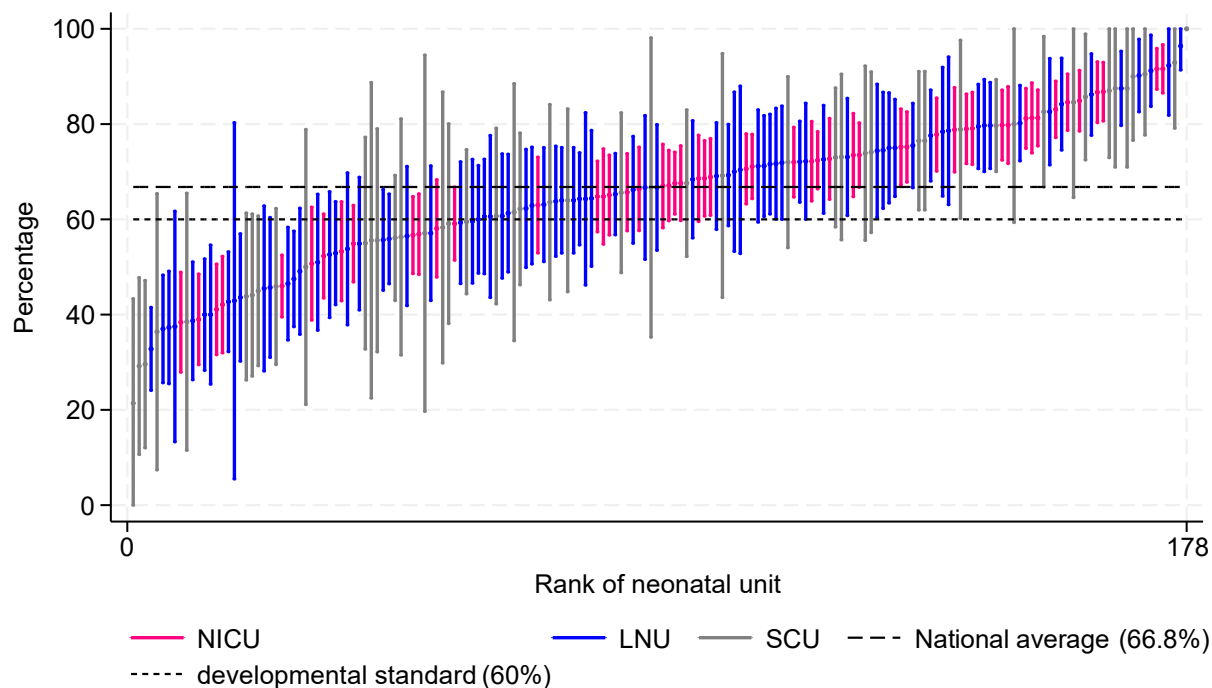 Percentage
100
80
60
40
20
0
0
178
Rank of neonatal unit
NICU
LNU
SCU
National average (66.8%)
developmental standard (60%)